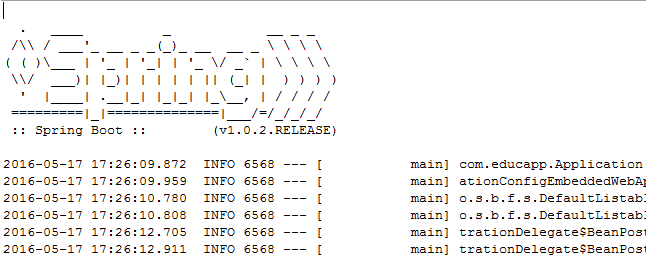 .   ____          _            __ _ _
 /\\ / ___'_ __ _ _(_)_ __  __ _ \ \ \ \
( ( )\___ | '_ | '_| | '_ \/ _` | \ \ \ \
 \\/  ___)| |_)| | | | | || (_| |  ) ) ) )
  '  |____| .__|_| |_|_| |_\__, | / / / /
 =========|_|==============|___/=/_/_/_/
 :: Spring Boot ::        (v1.0.2.RELEASE)
2016-05-17 17:26:09.872  INFO 6568 --- [           main] com.educapp.Application
2016-05-17 17:26:09.959  INFO 6568 --- [           main] ationConfigEmbeddedWebAp
2016-05-17 17:26:10.780  INFO 6568 --- [           main] o.s.b.f.s.DefaultListabl
2016-05-17 17:26:10.808  INFO 6568 --- [           main] o.s.b.f.s.DefaultListabl
2016-05-17 17:26:12.705  INFO 6568 --- [           main] trationDelegate$BeanPost
2016-05-17 17:26:12.911  INFO 6568 --- [           main] trationDelegate$BeanPost